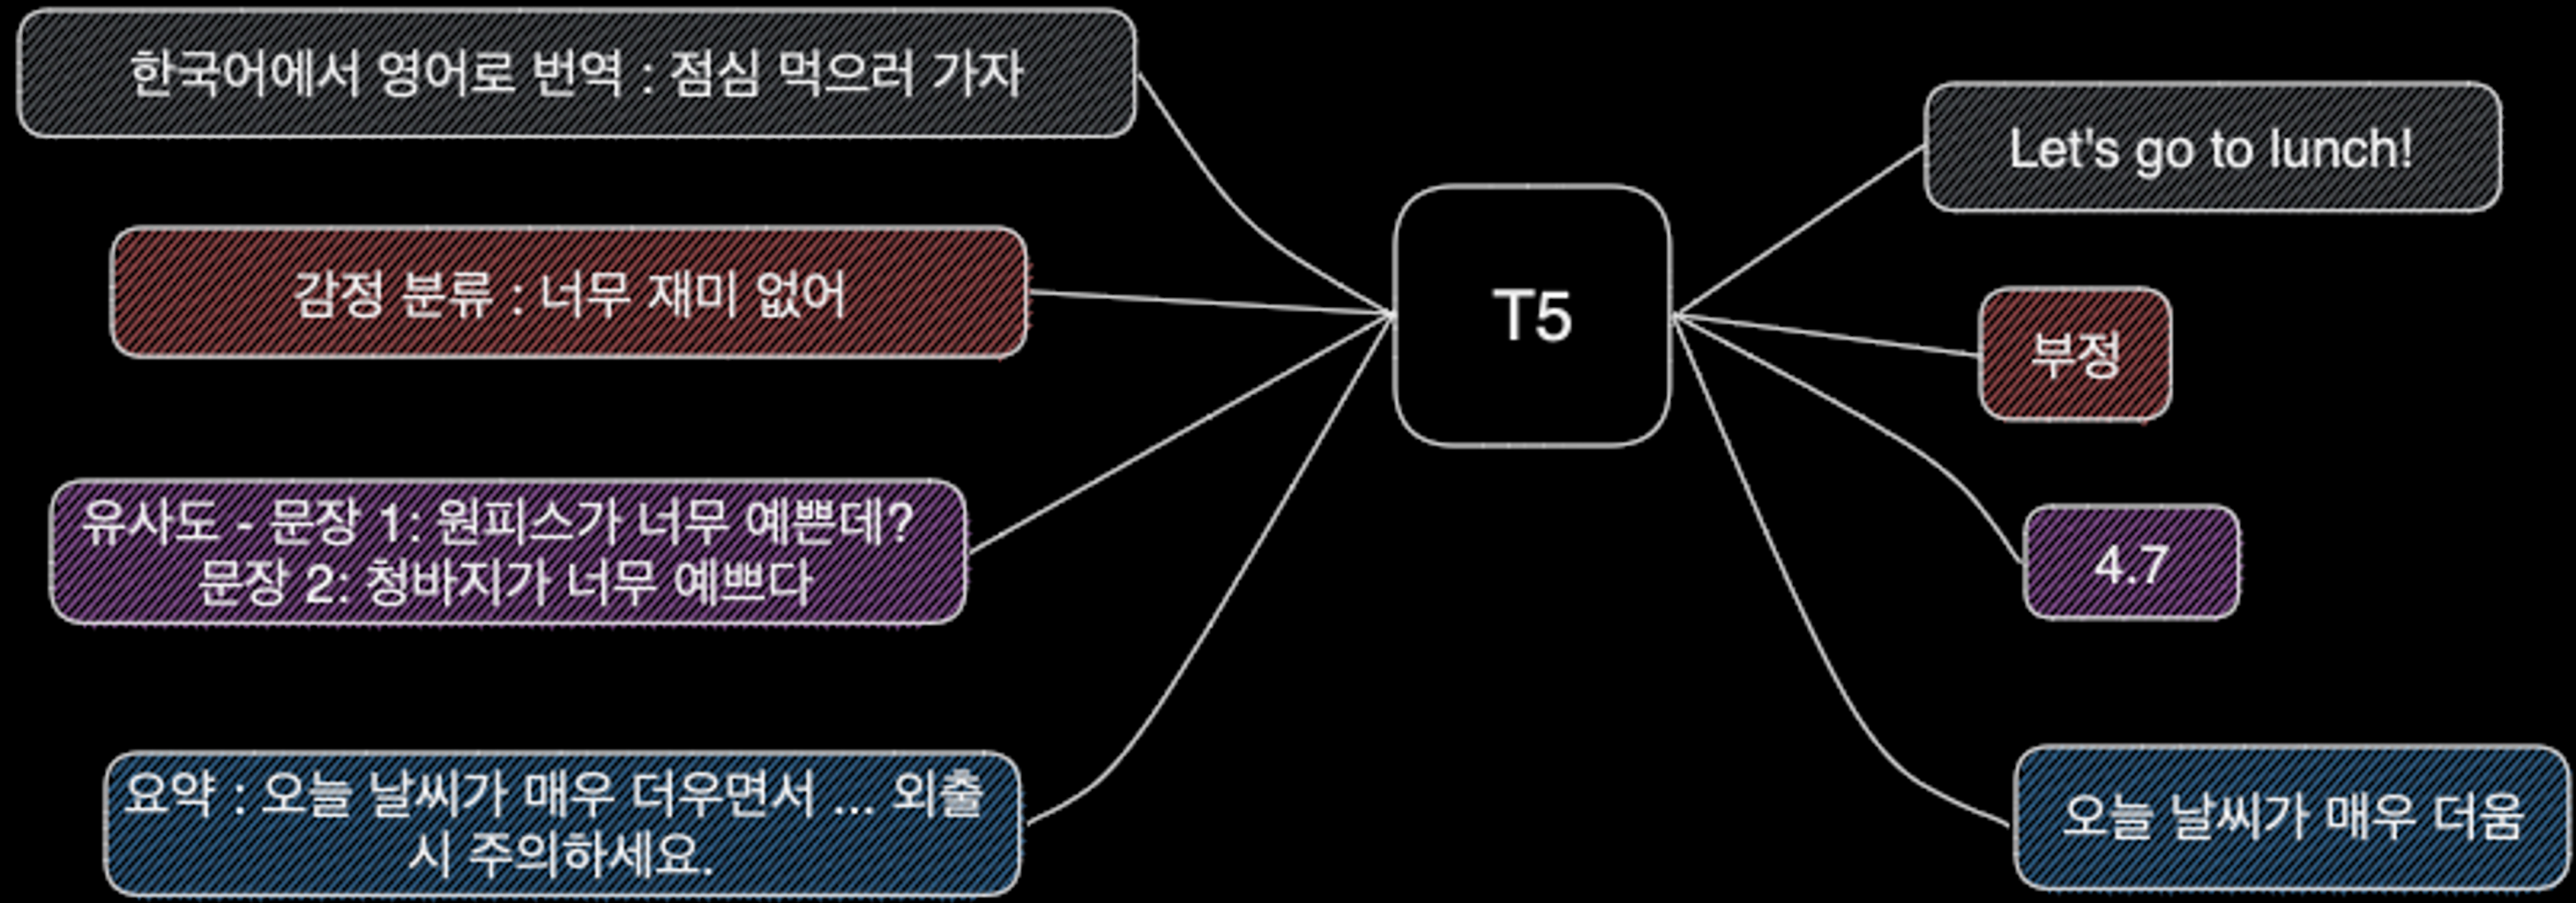 한국어에서 영어로 번역 : 점심 먹으러 가자
감정 분류 : 너무 재미 없어
유사도 - 문장 1: 원피스가 너무 예쁜데?
문장 2: 청바지가 너무 예쁘다
요약 : 오늘 날씨가 매우 더우면서 ... 외출
시 주의하세요.
T5
Let's go to lunch!
부정
4.7
오늘 날씨가 매우 더움